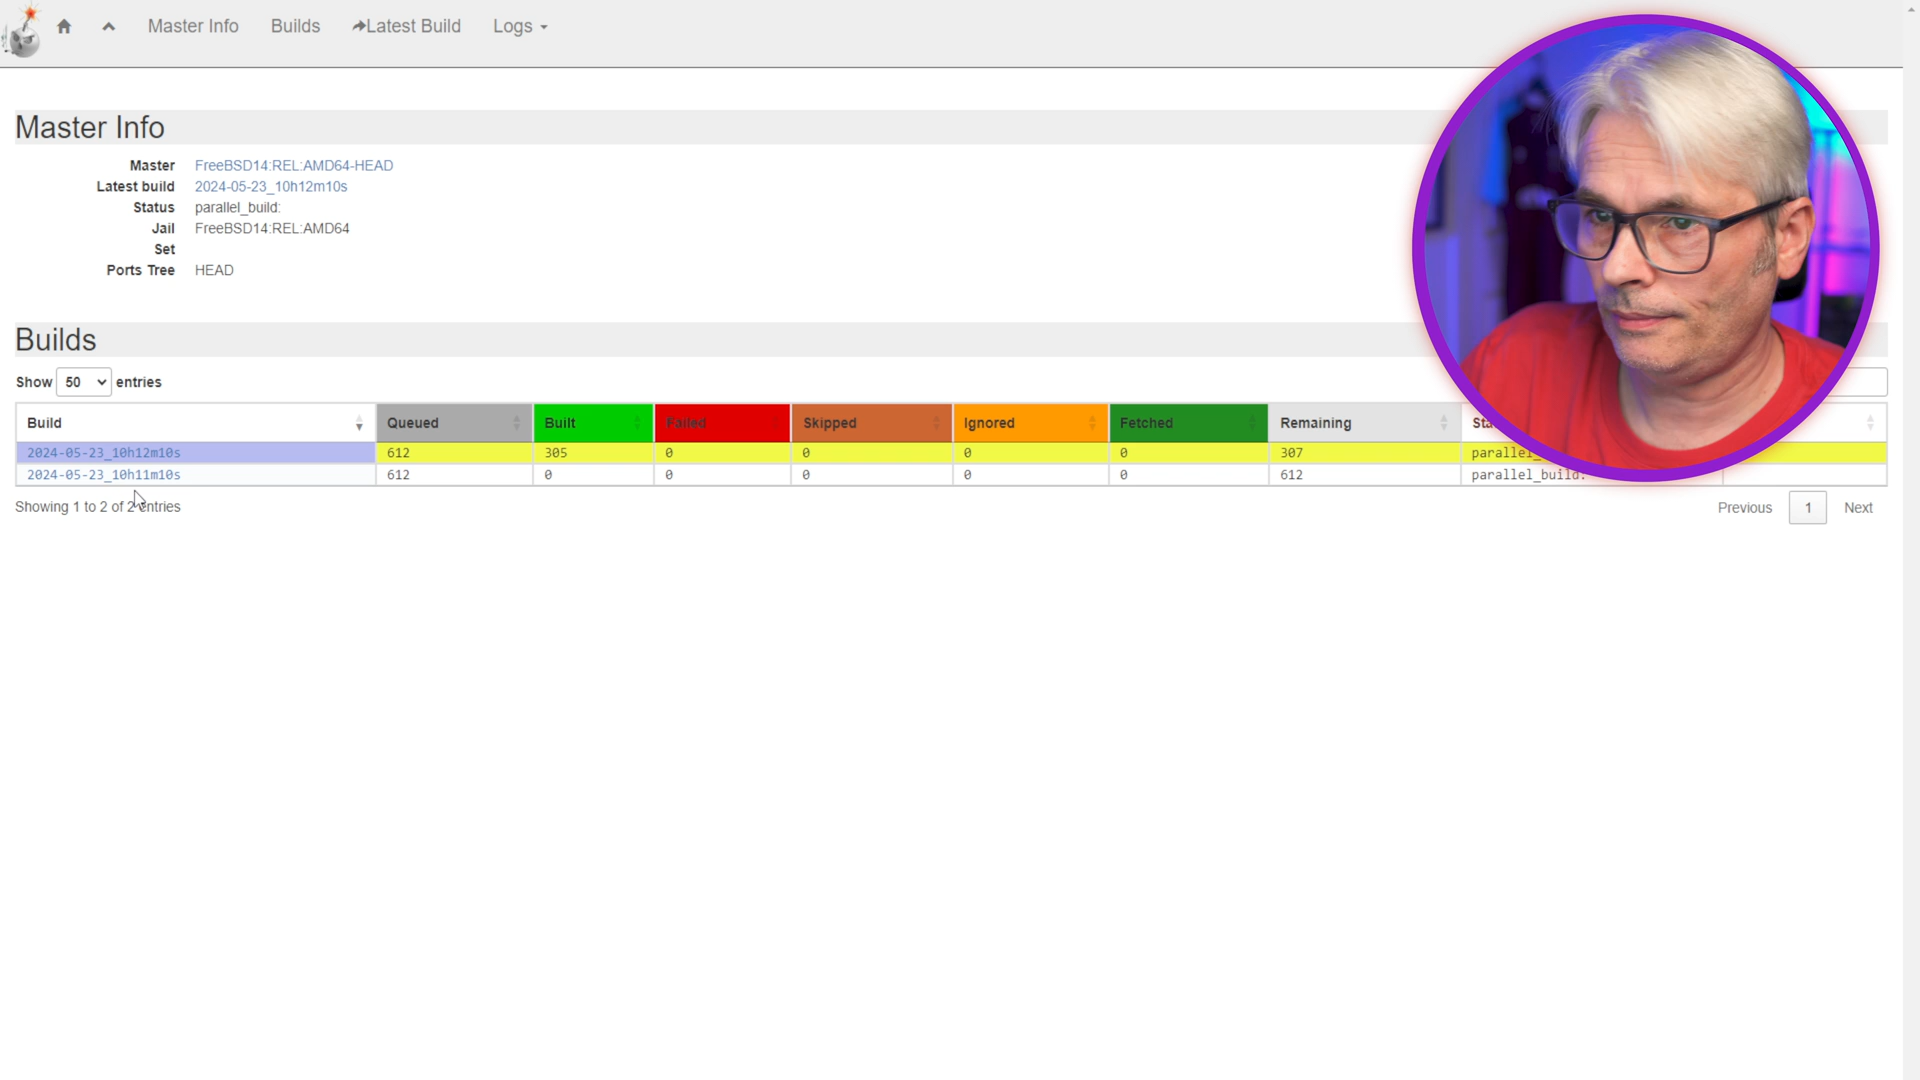 Master Info Builds Latest Build Logs
Master Info
Master FreeBSD14:REL:AMD64-HEAD
Latest build 2024-05-23_10h12m10s
Status parallel_build:
Jail FreeBSD14:REL:AMD64
Set
Ports Tree HEAD
Builds
Show 50 entries
Build Queued Built Failed Skipped Ignored Fetched Remaining
2024-05-23_10h12m10s 612 305 0 0 0 0 307
2024-05-23_10h11m10s 612 0 0 0 0 0 612 parallel_build:
Showing 1 to 2 of 2 entries
Previous 1 Next